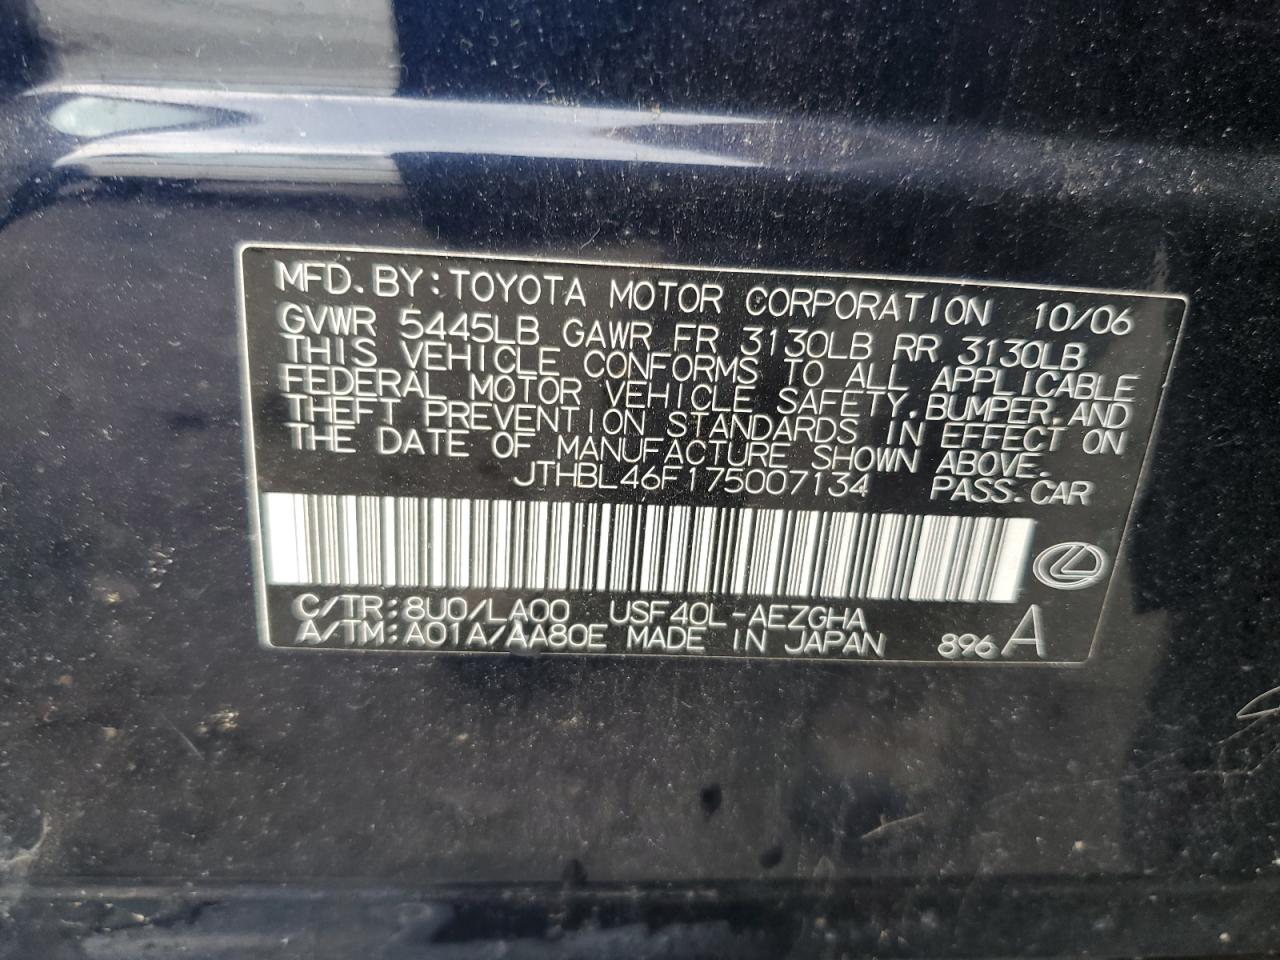 MFD. BY: TOYOTA MOTOR CORPORATION 10/06
GVWR 5445LB GAWR FR 3130LB RR 3130LB
THIS VEHICLE CONFORMS TO ALL APPLICABLE
FEDERAL MOTOR VEHICLE SAFETY, BUMPER, AND
THEFT PREVENTION STANDARDS IN EFFECT ON
THE DATE OF MANUFACTURE SHOWN ABOVE.
JTHBL46F175007134 PASS. CAR
C/TR: 8U0/LA00 USF40L-AEZGHA
A/TM: A01A/AA80E MADE IN JAPAN 896 A